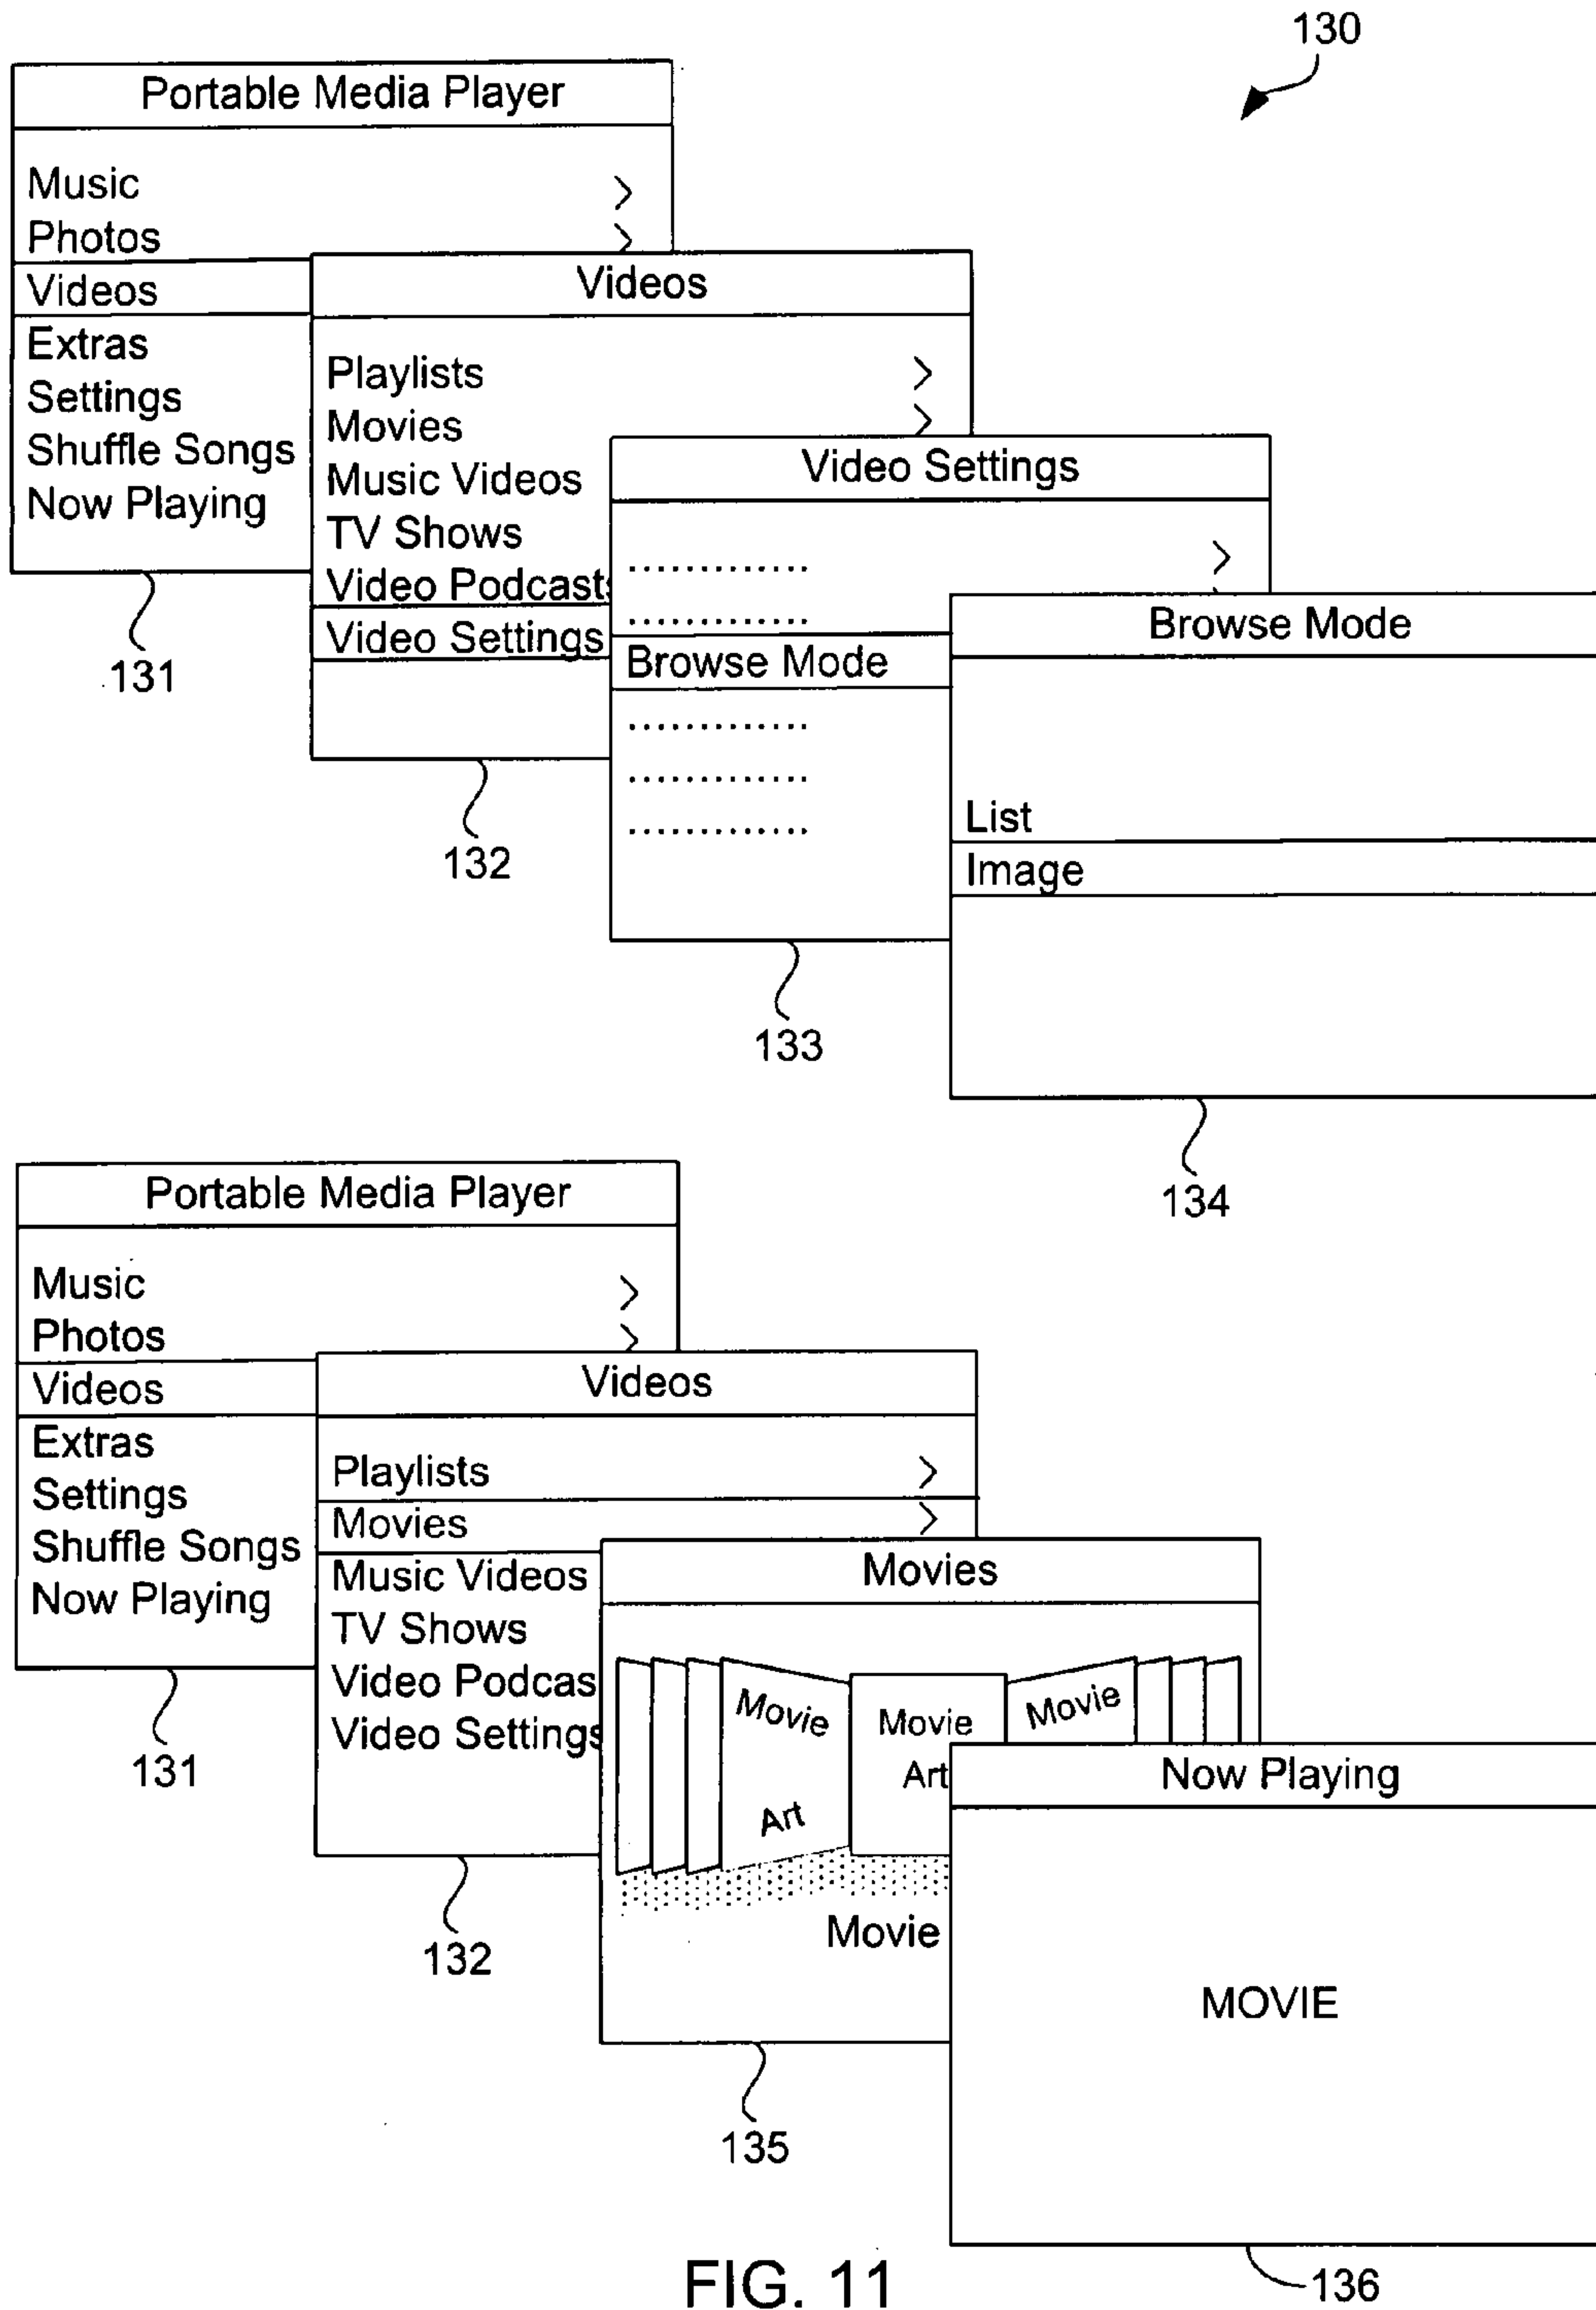 130
Portable Media Player
Music >
Photos >
Videos
Extras
Settings
Shuffle Songs
Now Playing
131
Videos
Playlists >
Movies >
Music Videos
TV Shows
Video Podcasts
Video Settings
132
Video Settings
............. >
.............
Browse Mode
.............
.............
.............
133
Browse Mode
List
Image
134
Portable Media Player
Music >
Photos >
Videos
Extras
Settings
Shuffle Songs
Now Playing
131
Videos
Playlists >
Movies >
Music Videos
TV Shows
Video Podcas
Video Settings
132
Movies
Movie
Art
Movie
Art
Movie
Movie
135
Now Playing
MOVIE
136
FIG. 11